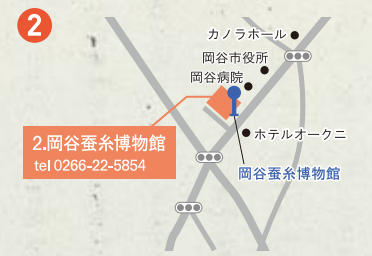 2
カノラホール
岡谷市役所
岡谷病院
2.岡谷蚕糸博物館
tel 0266-22-5854
ホテルオークニ
岡谷蚕糸博物館